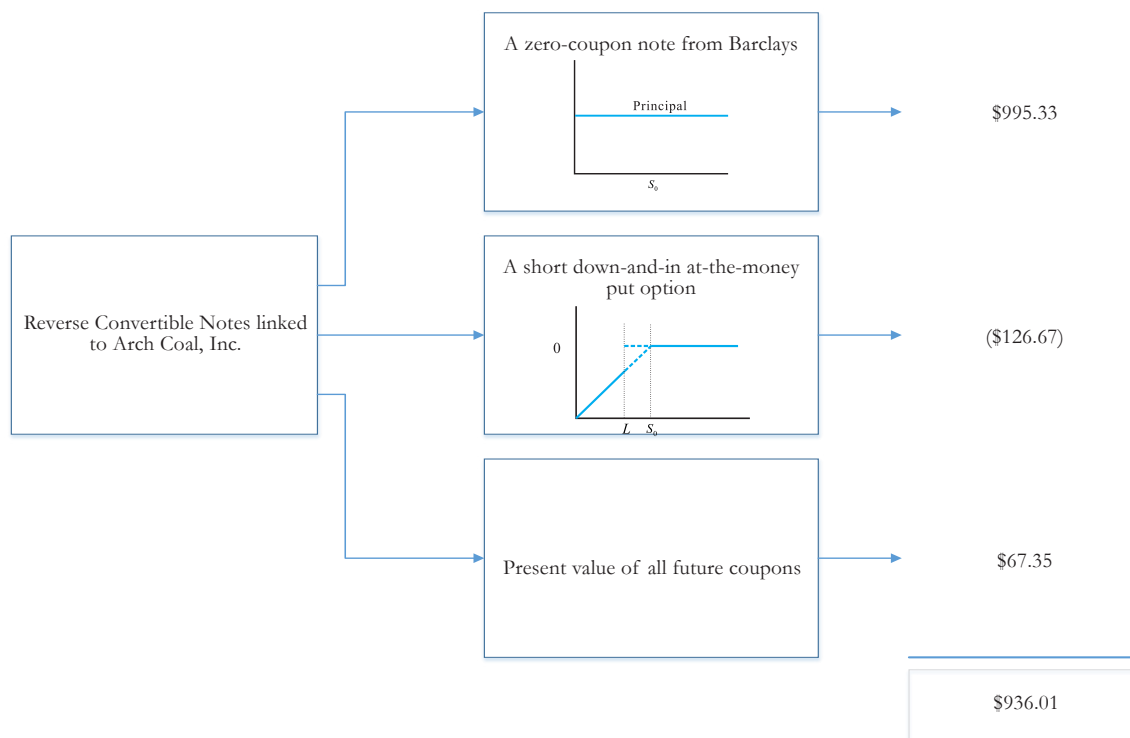 A zero-coupon note from Barclays
Principal
S₀
$995.33
Reverse Convertible Notes linked
to Arch Coal, Inc.
A short down-and-in at-the-money
put option
0
L S₀
($126.67)
Present value of all future coupons
$67.35
$936.01